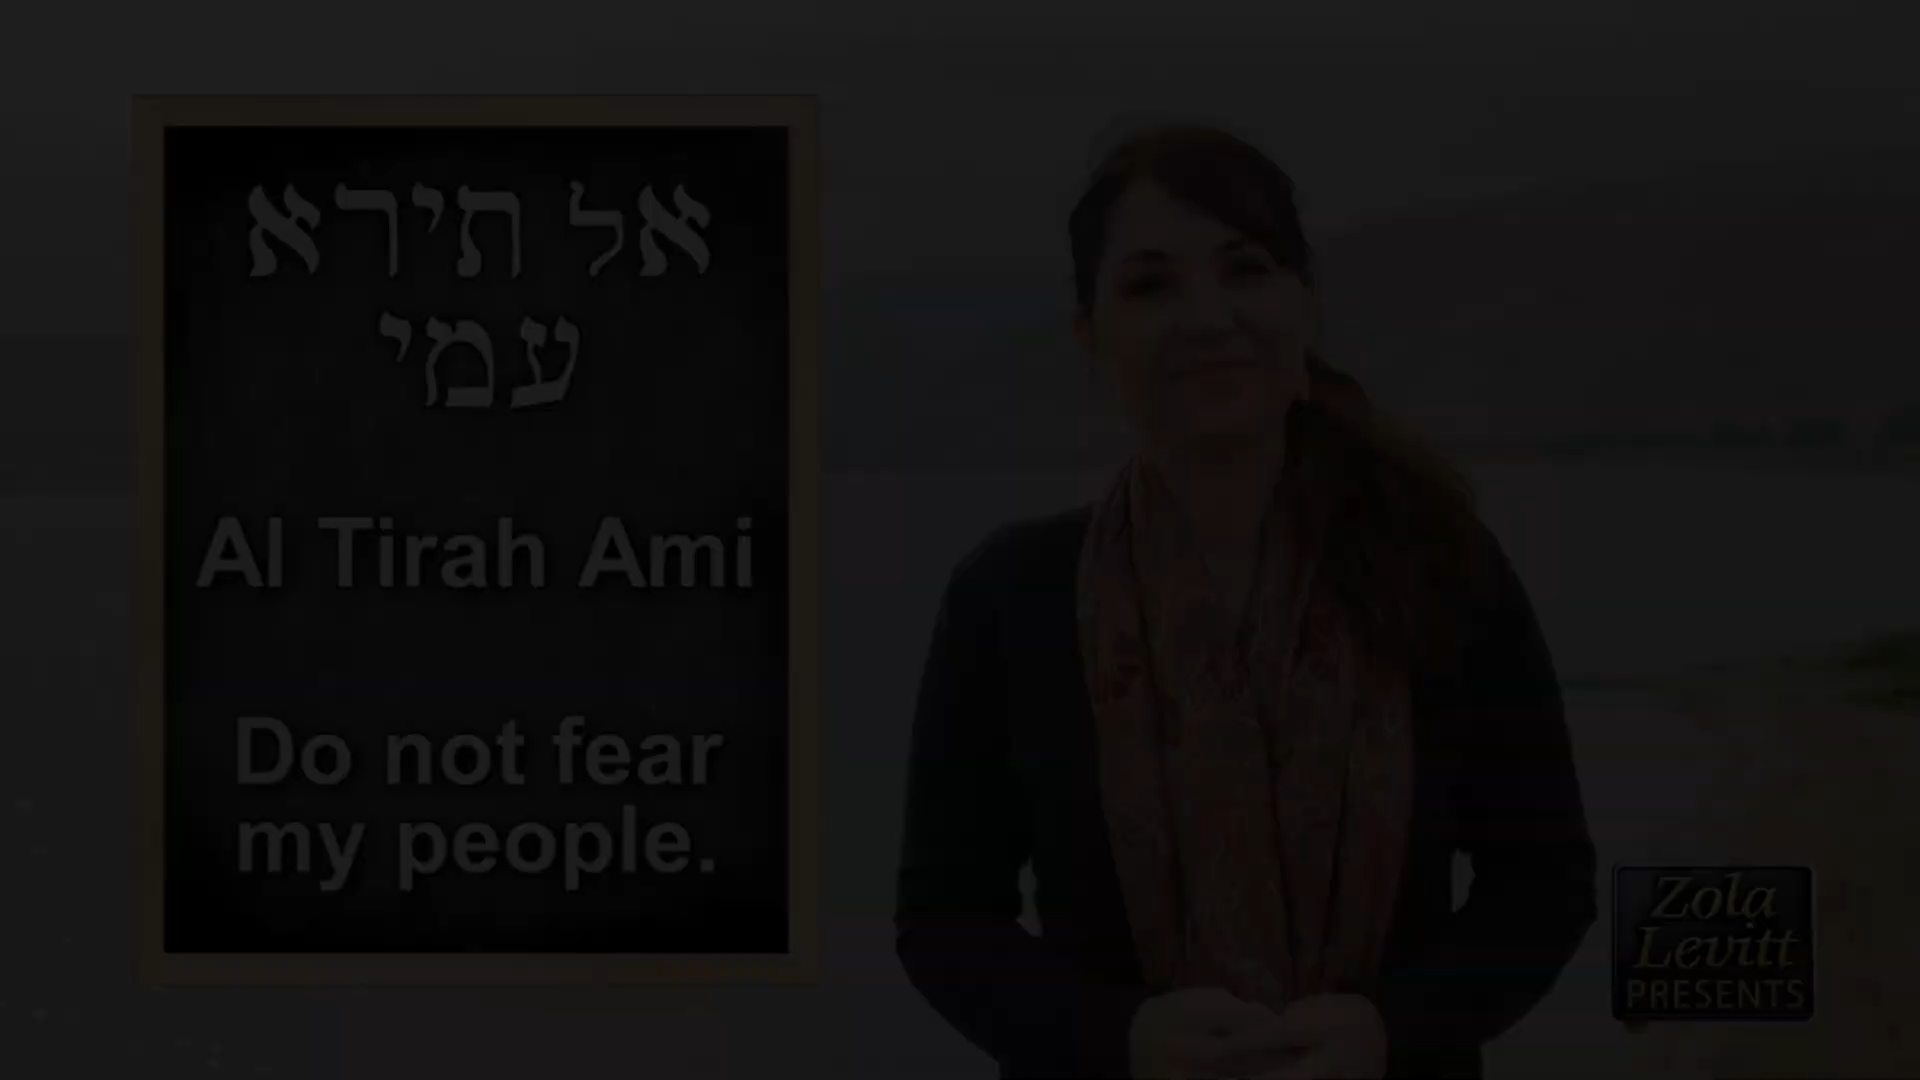 אל תירא
עמי
Al Tirah Ami
Do not fear
my people.
Zola
Levitt
PRESENTS